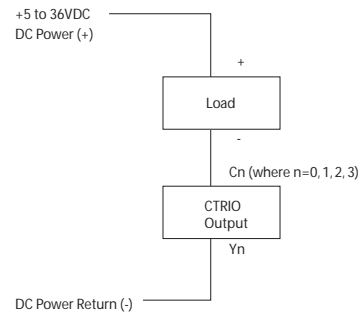 +5 to 36VDC
DC Power (+)
+
Load
-
Cn (where n=0, 1, 2, 3)
CTRIO
Output
Yn
DC Power Return (-)